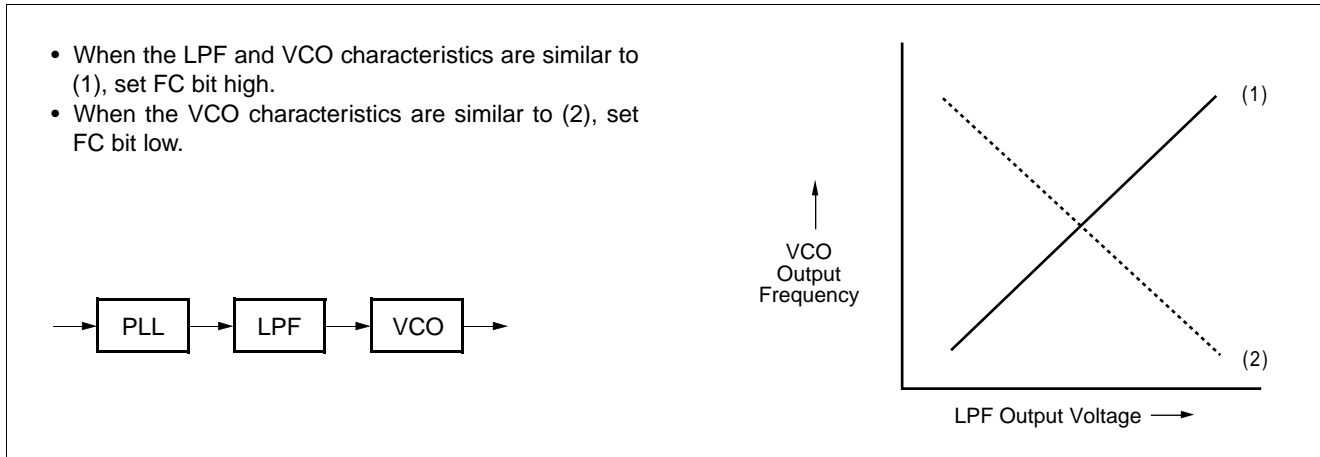 • When the LPF and VCO characteristics are similar to
(1), set FC bit high.
• When the VCO characteristics are similar to (2), set
FC bit low.
PLL
LPF
VCO
(1)
VCO
Output
Frequency
(2)
LPF Output Voltage